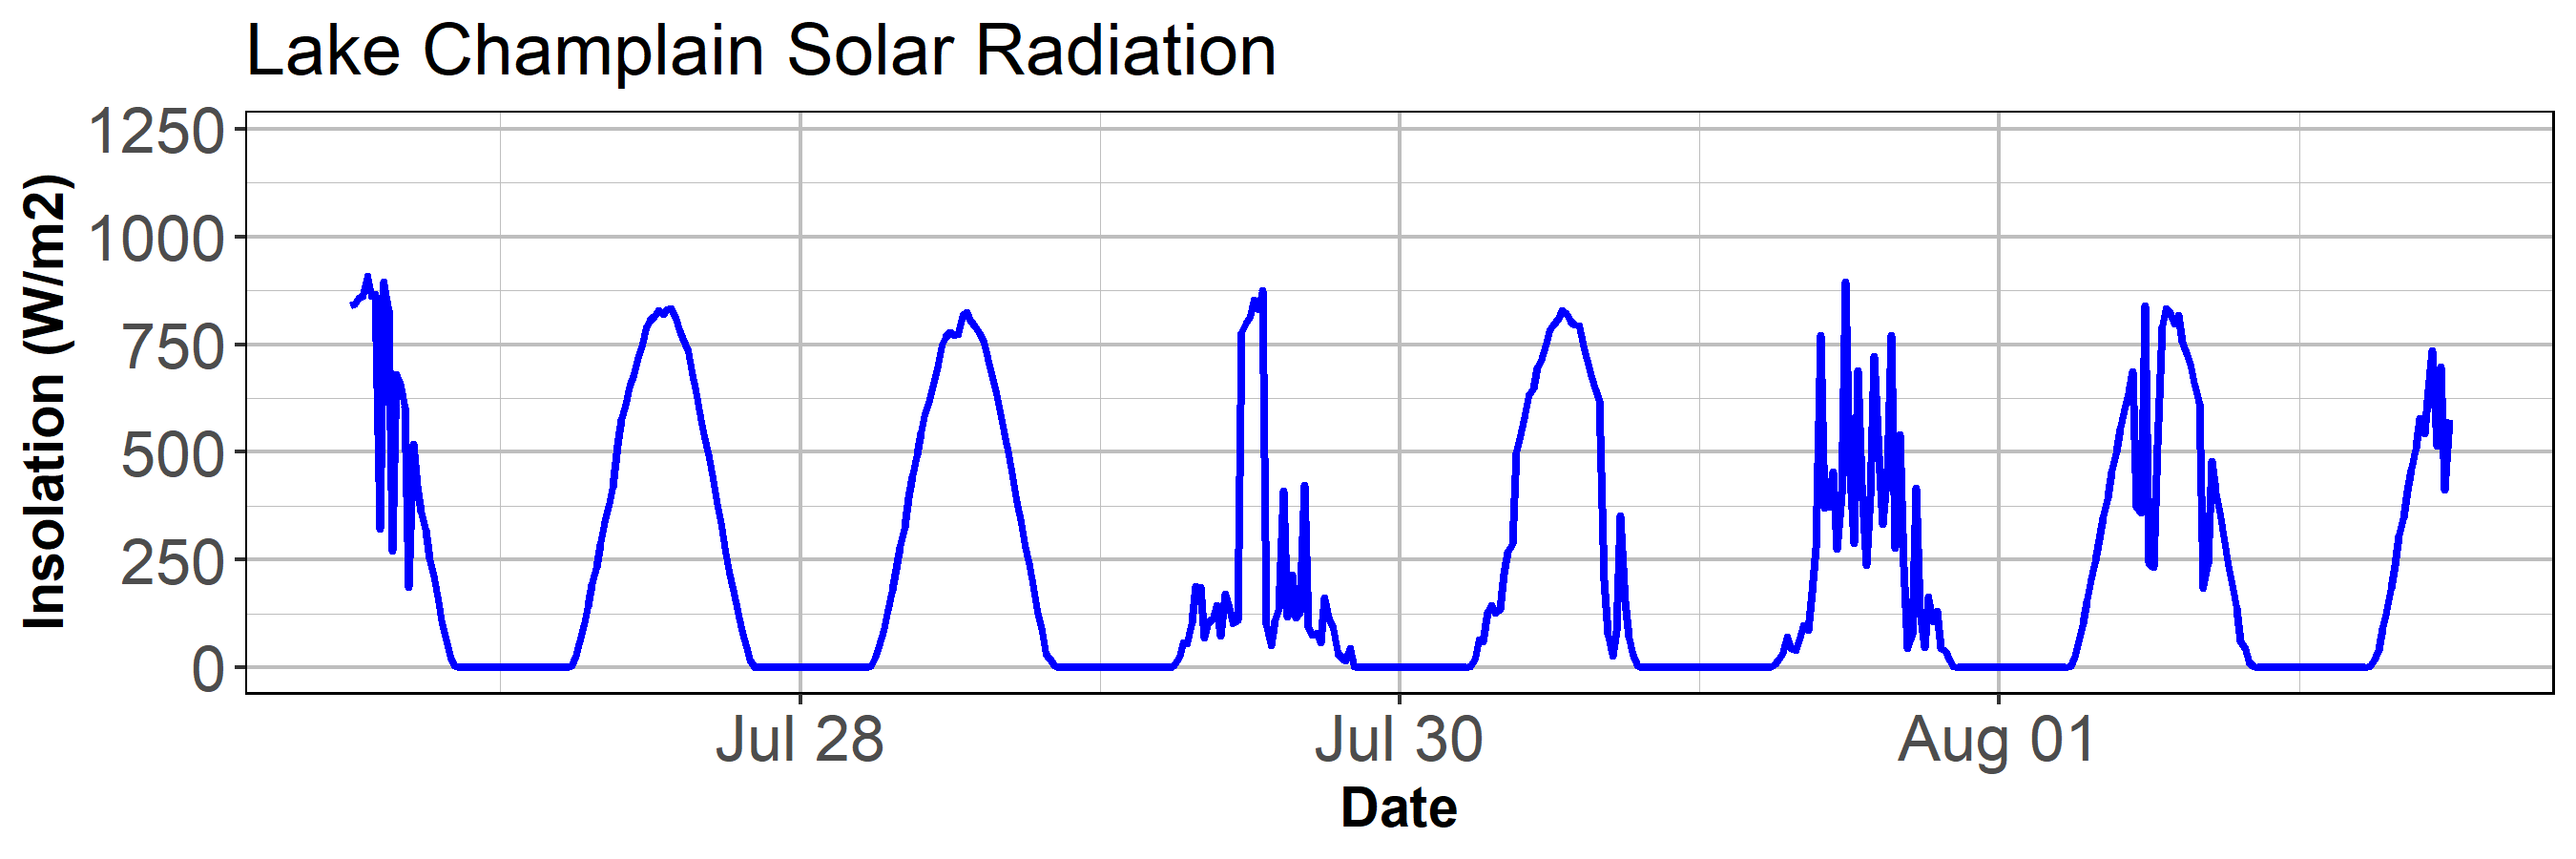 Lake Champlain Solar Radiation
1250
1000
750
500
250
0
Insolation (W/m2)
Jul 28 Jul 30 Aug 01
Date